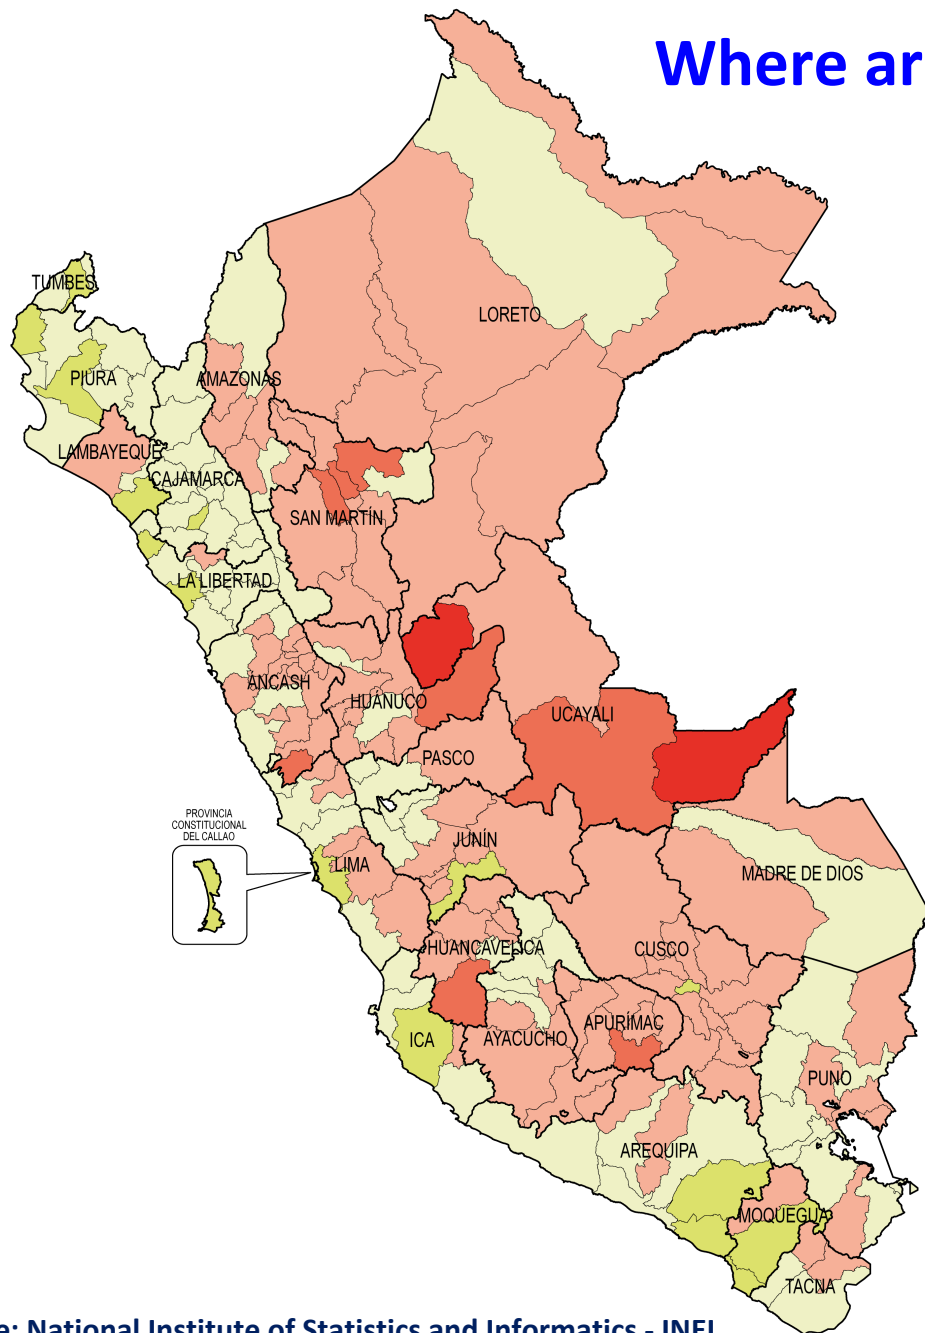 Where ar
TUMBES
LORETO
PIURA
AMAZONAS
LAMBAYEQUE
CAJAMARCA
SAN MARTÍN
LA LIBERTAD
ANCASH
HUÁNUCO
UCAYALI
PASCO
PROVINCIA
CONSTITUCIONAL
DEL CALLAO
LIMA
JUNÍN
MADRE DE DIOS
HUANCAVELICA
CUSCO
ICA
AYACUCHO
APURÍMAC
PUNO
AREQUIPA
MOQUEGUA
TACNA
e: National Institute of Statistics and Informatics - INEI